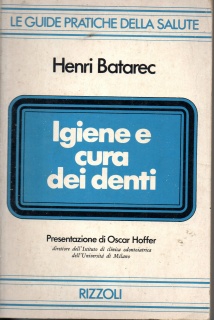 LE GUIDE PRATICHE DELLA SALUTE
Henri Batarec
Igiene e
cura
dei denti
Presentazione di Oscar Hoffer
direttore dell'Istituto di clinica odontoiatrica
dell'Università di Milano
RIZZOLI